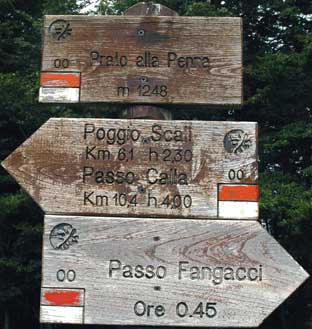 Prato alla Penna
00
m 1248
Poggio Scali
Km 6,1 h 2,30
00
Passo Calla
Km 10,4 h 4,00
Passo Fangacci
00
Ore 0.45